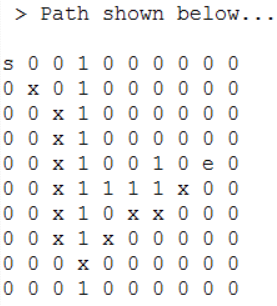 > Path shown below...
s 0 0 1 0 0 0 0 0 0
0 x 0 1 0 0 0 0 0 0
0 0 x 1 0 0 0 0 0 0
0 0 x 1 0 0 0 0 0 0
0 0 x 1 0 0 1 0 e 0
0 0 x 1 1 1 1 x 0 0
0 0 x 1 0 x x 0 0 0
0 0 x 1 x 0 0 0 0 0
0 0 0 x 0 0 0 0 0 0
0 0 0 1 0 0 0 0 0 0